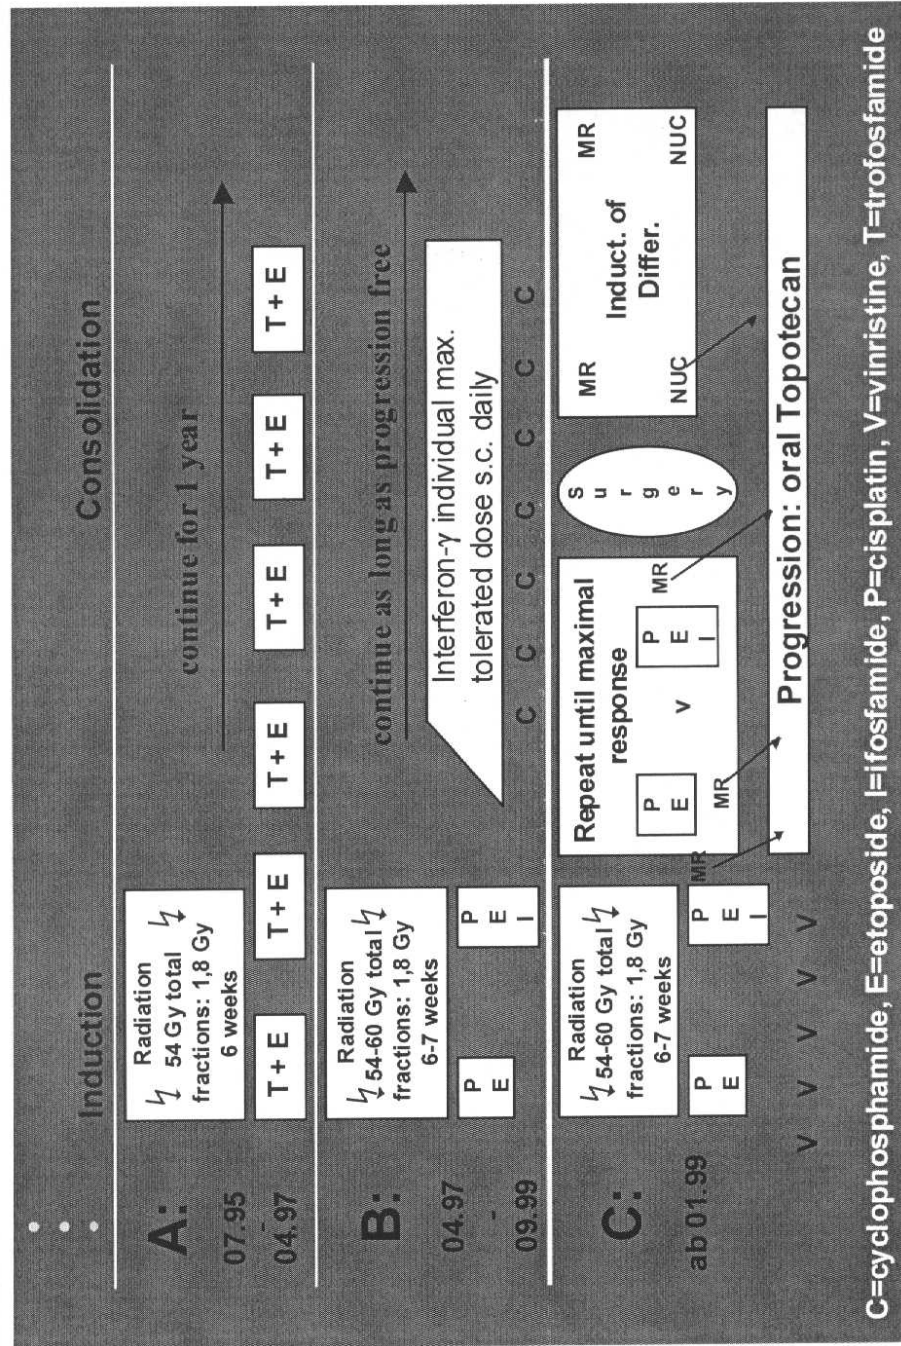 Induction
Consolidation
A:
07.95
-
04.97
Radiation
54 Gy total
fractions: 1,8 Gy
6 weeks
continue for 1 year
T + E
T + E
T + E
T + E
T + E
T + E
B:
04.97
-
09.99
Radiation
54-60 Gy total
fractions: 1,8 Gy
6-7 weeks
P
E
P
E
I
continue as long as progression free
Interferon-γ individual max.
tolerated dose s.c. daily
C C C C C C
C:
ab 01.99
Radiation
54-60 Gy total
fractions: 1,8 Gy
6-7 weeks
P
E
P
E
I
V V V V V
Repeat until maximal
response
P
E
v
P
E
I
MR
MR
MR
Surgery
MR
MR
Induct. of
Differ.
NUC
NUC
Progression: oral Topotecan
C=cyclophosphamide, E=etoposide, I=ifosfamide, P=cisplatin, V=vinristine, T=trofosfamide